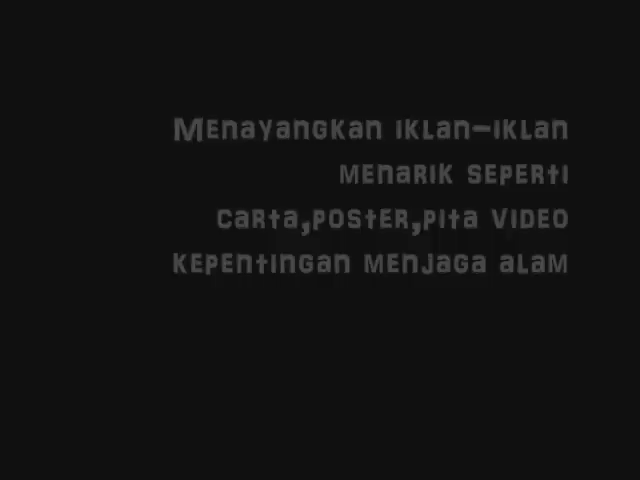 Menayangkan iklan-iklan
menarik seperti
carta,poster,pita video
kepentingan menjaga alam